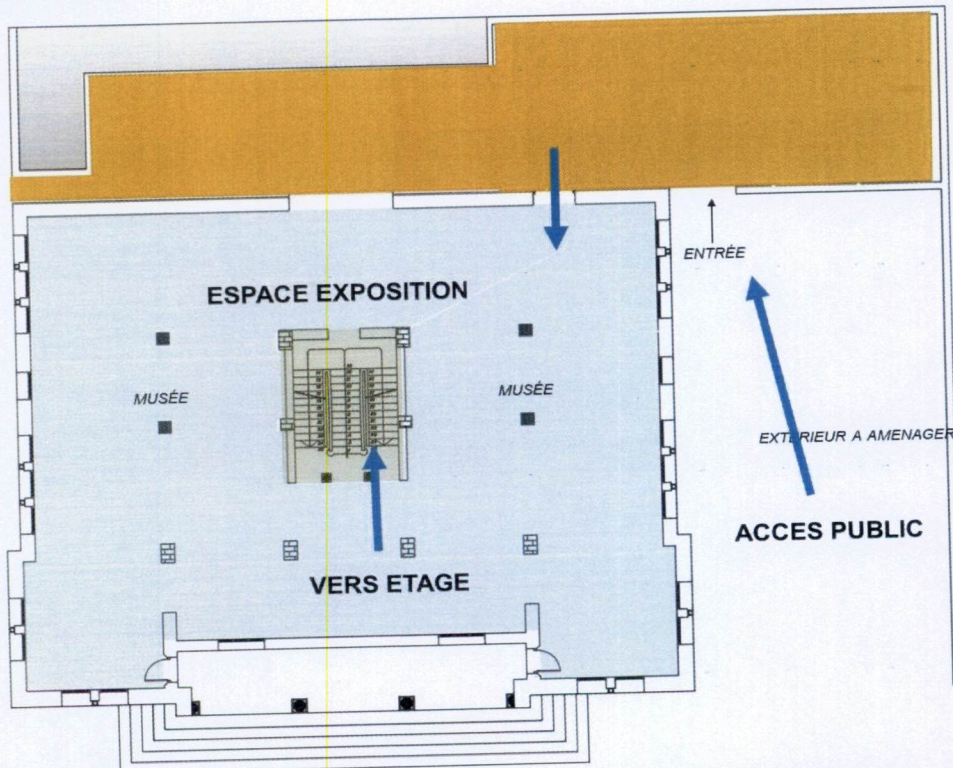 ENTRÉE
ESPACE EXPOSITION
MUSÉE
MUSÉE
EXTERIEUR A AMENAGER
ACCES PUBLIC
VERS ETAGE